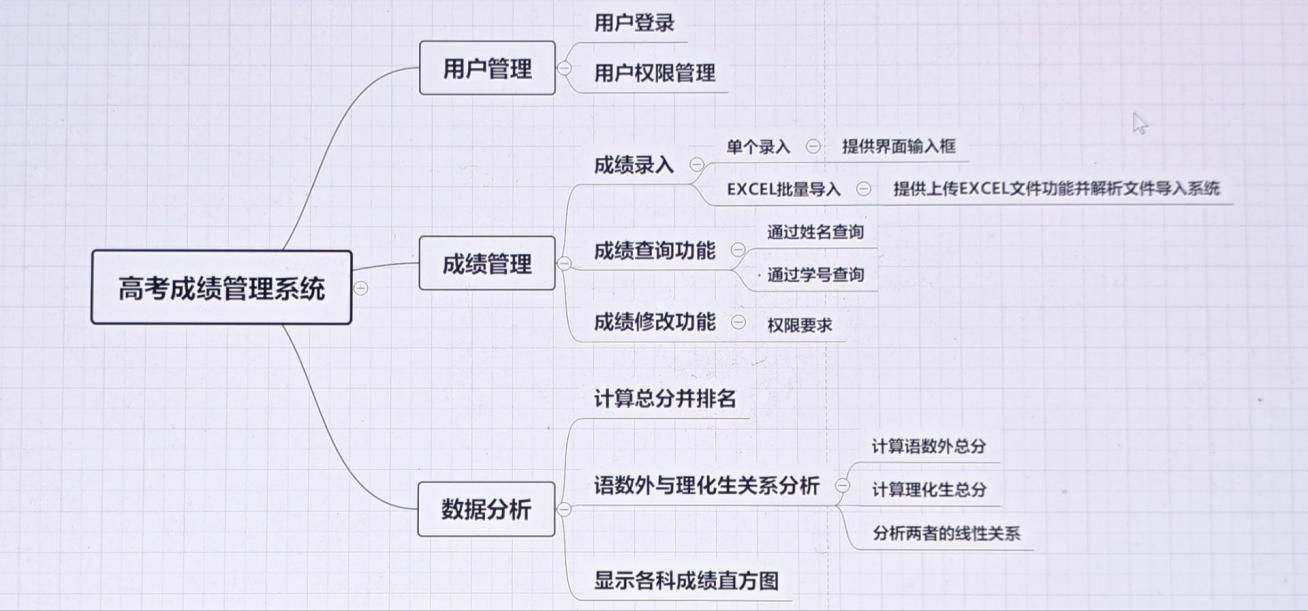 高考成绩管理系统
用户管理
用户登录
用户权限管理
成绩管理
成绩录入
单个录入
提供界面输入框
EXCEL批量导入
提供上传EXCEL文件功能并解析文件导入系统
成绩查询功能
通过姓名查询
通过学号查询
成绩修改功能
权限要求
数据分析
计算总分并排名
语数外与理化生关系分析
计算语数外总分
计算理化生总分
分析两者的线性关系
显示各科成绩直方图